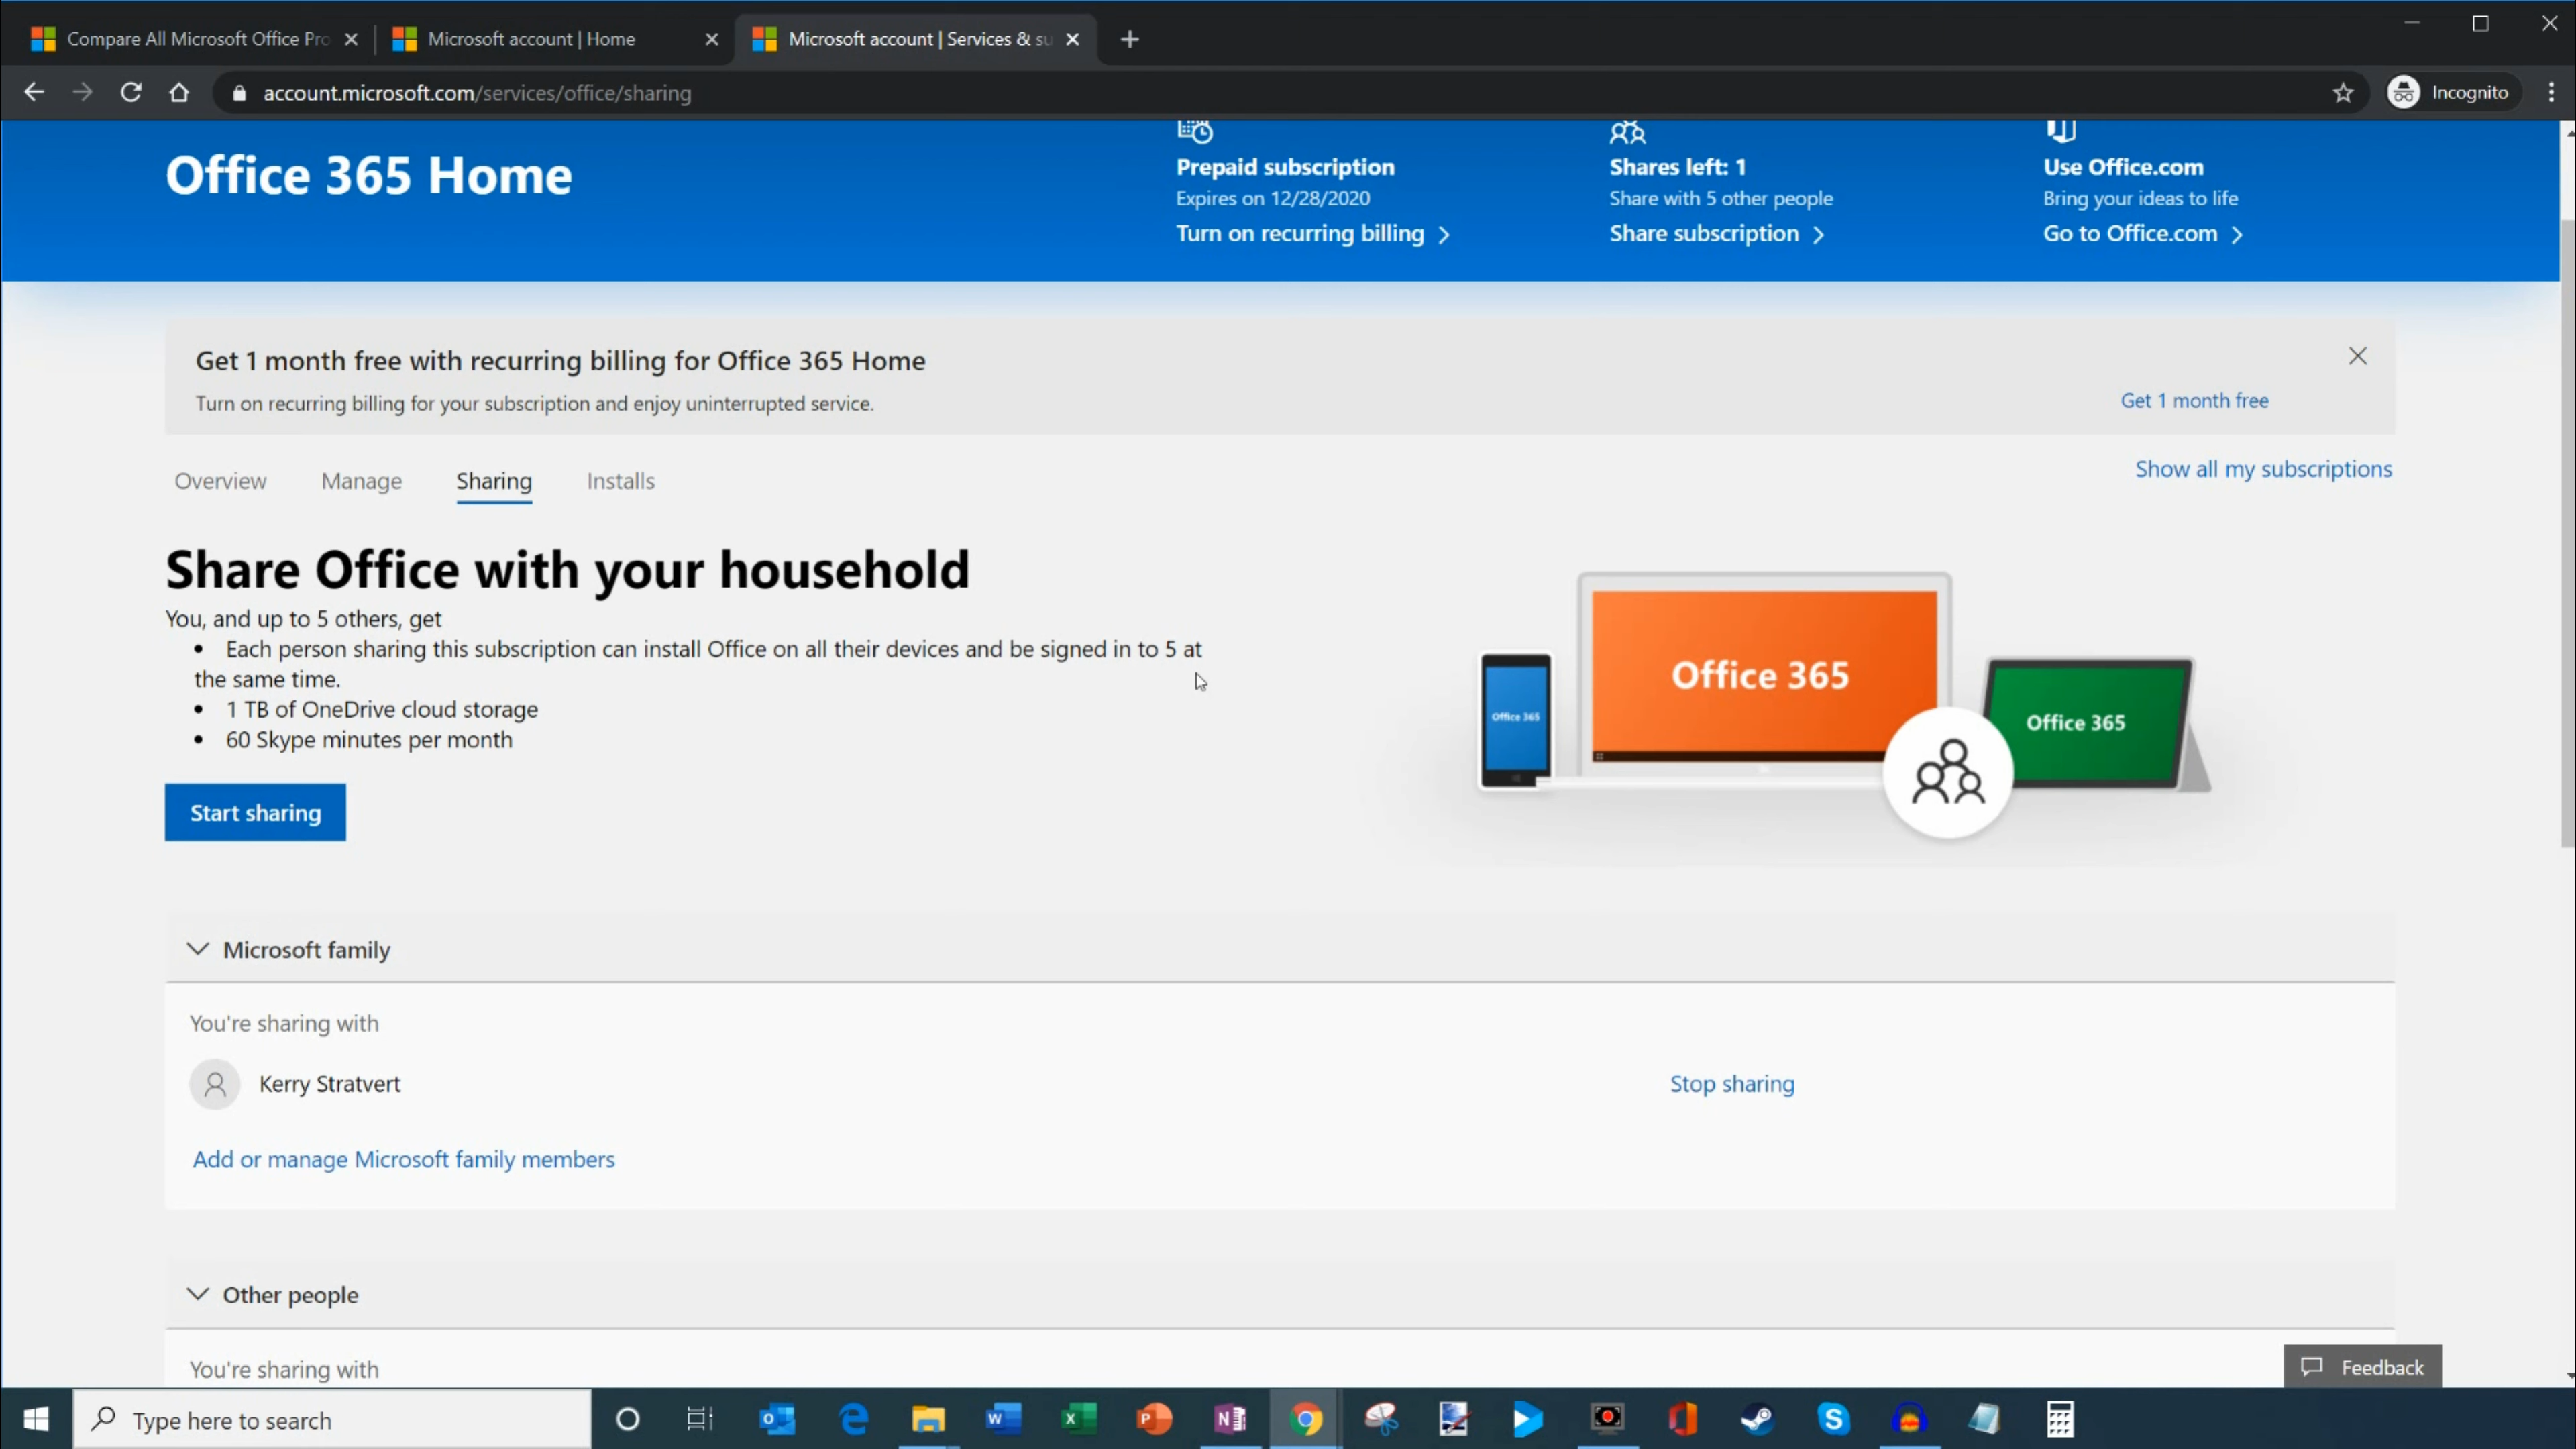 Compare All Microsoft Office Pro
Microsoft account | Home
Microsoft account | Services & su
account.microsoft.com/services/office/sharing
Incognito
Office 365 Home
Prepaid subscription
Expires on 12/28/2020
Turn on recurring billing
Shares left: 1
Share with 5 other people
Share subscription
Use Office.com
Bring your ideas to life
Go to Office.com
Get 1 month free with recurring billing for Office 365 Home
Turn on recurring billing for your subscription and enjoy uninterrupted service.
Get 1 month free
Overview Manage Sharing Installs
Show all my subscriptions
Share Office with your household
You, and up to 5 others, get
• Each person sharing this subscription can install Office on all their devices and be signed in to 5 at
the same time.
• 1 TB of OneDrive cloud storage
• 60 Skype minutes per month
Start sharing
Office 365
Office 365
Office 365
Microsoft family
You're sharing with
Kerry Stratvert
Stop sharing
Add or manage Microsoft family members
Other people
You're sharing with
Feedback
Type here to search